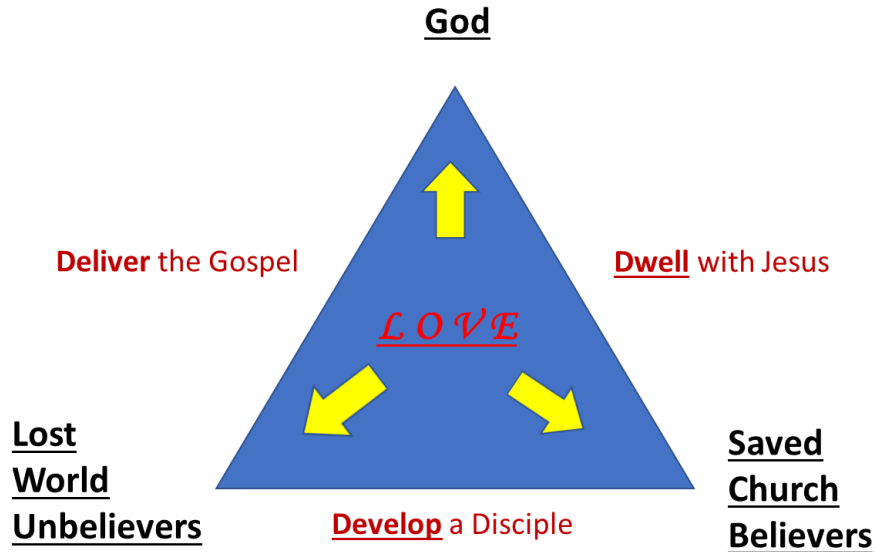 God
Deliver the Gospel
Dwell with Jesus
L O V E
Lost
World
Unbelievers
Saved
Church
Believers
Develop a Disciple